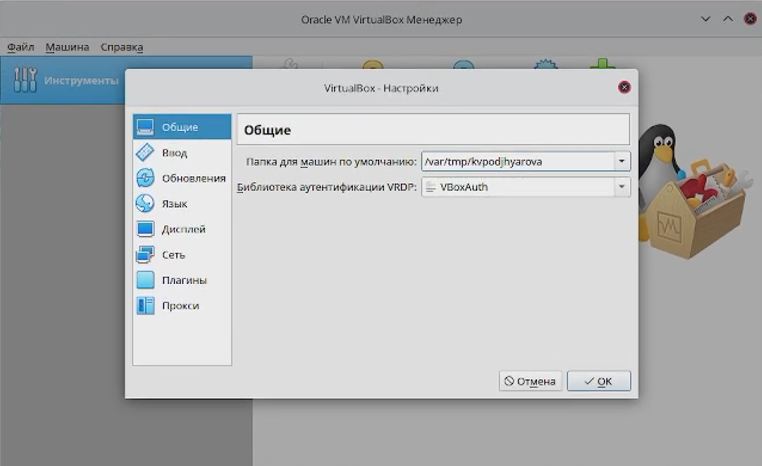 Oracle VM VirtualBox Менеджер
Файл Машина Справка
Инструменты
VirtualBox - Настройки
Общие
Ввод
Обновления
Язык
Дисплей
Сеть
Плагины
Прокси
Общие
Папка для машин по умолчанию: /var/tmp/kvpodjhyarova
Библиотека аутентификации VRDP: VBoxAuth
Отмена OK